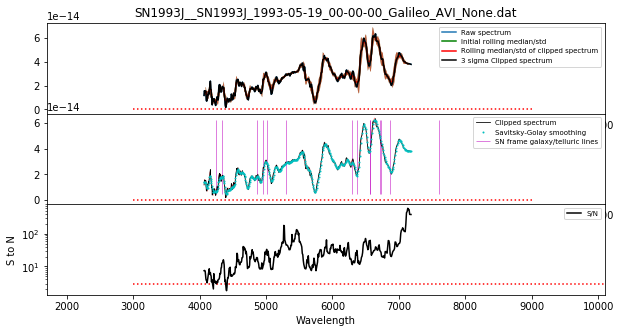 SN1993J__SN1993J_1993-05-19_00-00-00_Galileo_AVI_None.dat
1e−14
6
4
2
0
Raw spectrum
Initial rolling median/std
Rolling median/std of clipped spectrum
3 sigma Clipped spectrum
1e−14
6
4
2
0
Clipped spectrum
Savitsky-Golay smoothing
SN frame galaxy/telluric lines
S to N
10²
10¹
S/N
2000 3000 4000 5000 6000 7000 8000 9000 10000
Wavelength